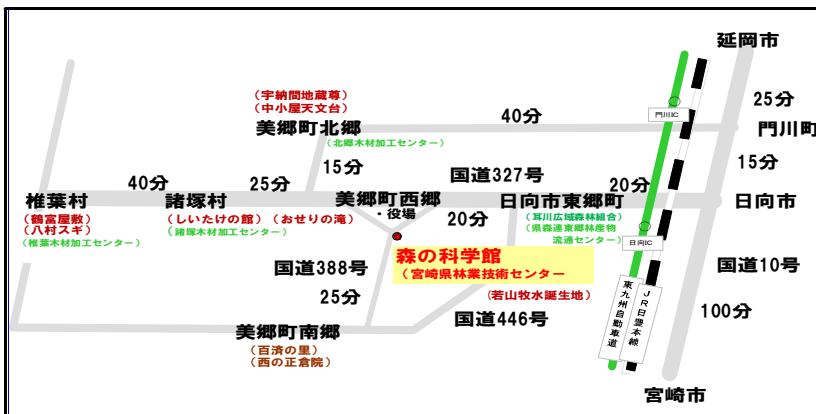 延岡市
（宇納間地蔵尊）
（中小屋天文台）
美郷町北郷
（北郷木材加工センター）
40分
門川IC
25分
門川町
15分
15分
国道327号
40分
25分
20分
椎葉村
（鶴富屋敷）
（八村スギ）
（椎葉木材加工センター）
諸塚村
（しいたけの館）
（諸塚木材加工センター）
（おせりの滝）
美郷町西郷
・役場
20分
日向市東郷町
（耳川広域森林組合）
（県森連東郷林産物
流通センター）
日向IC
日向市
森の科学館
（宮崎県林業技術センター
国道388号
25分
（若山牧水誕生地）
国道446号
国道10号
100分
東九州自動車道
ＪＲ日豊本線
美郷町南郷
（百済の里）
（西の正倉院）
宮崎市